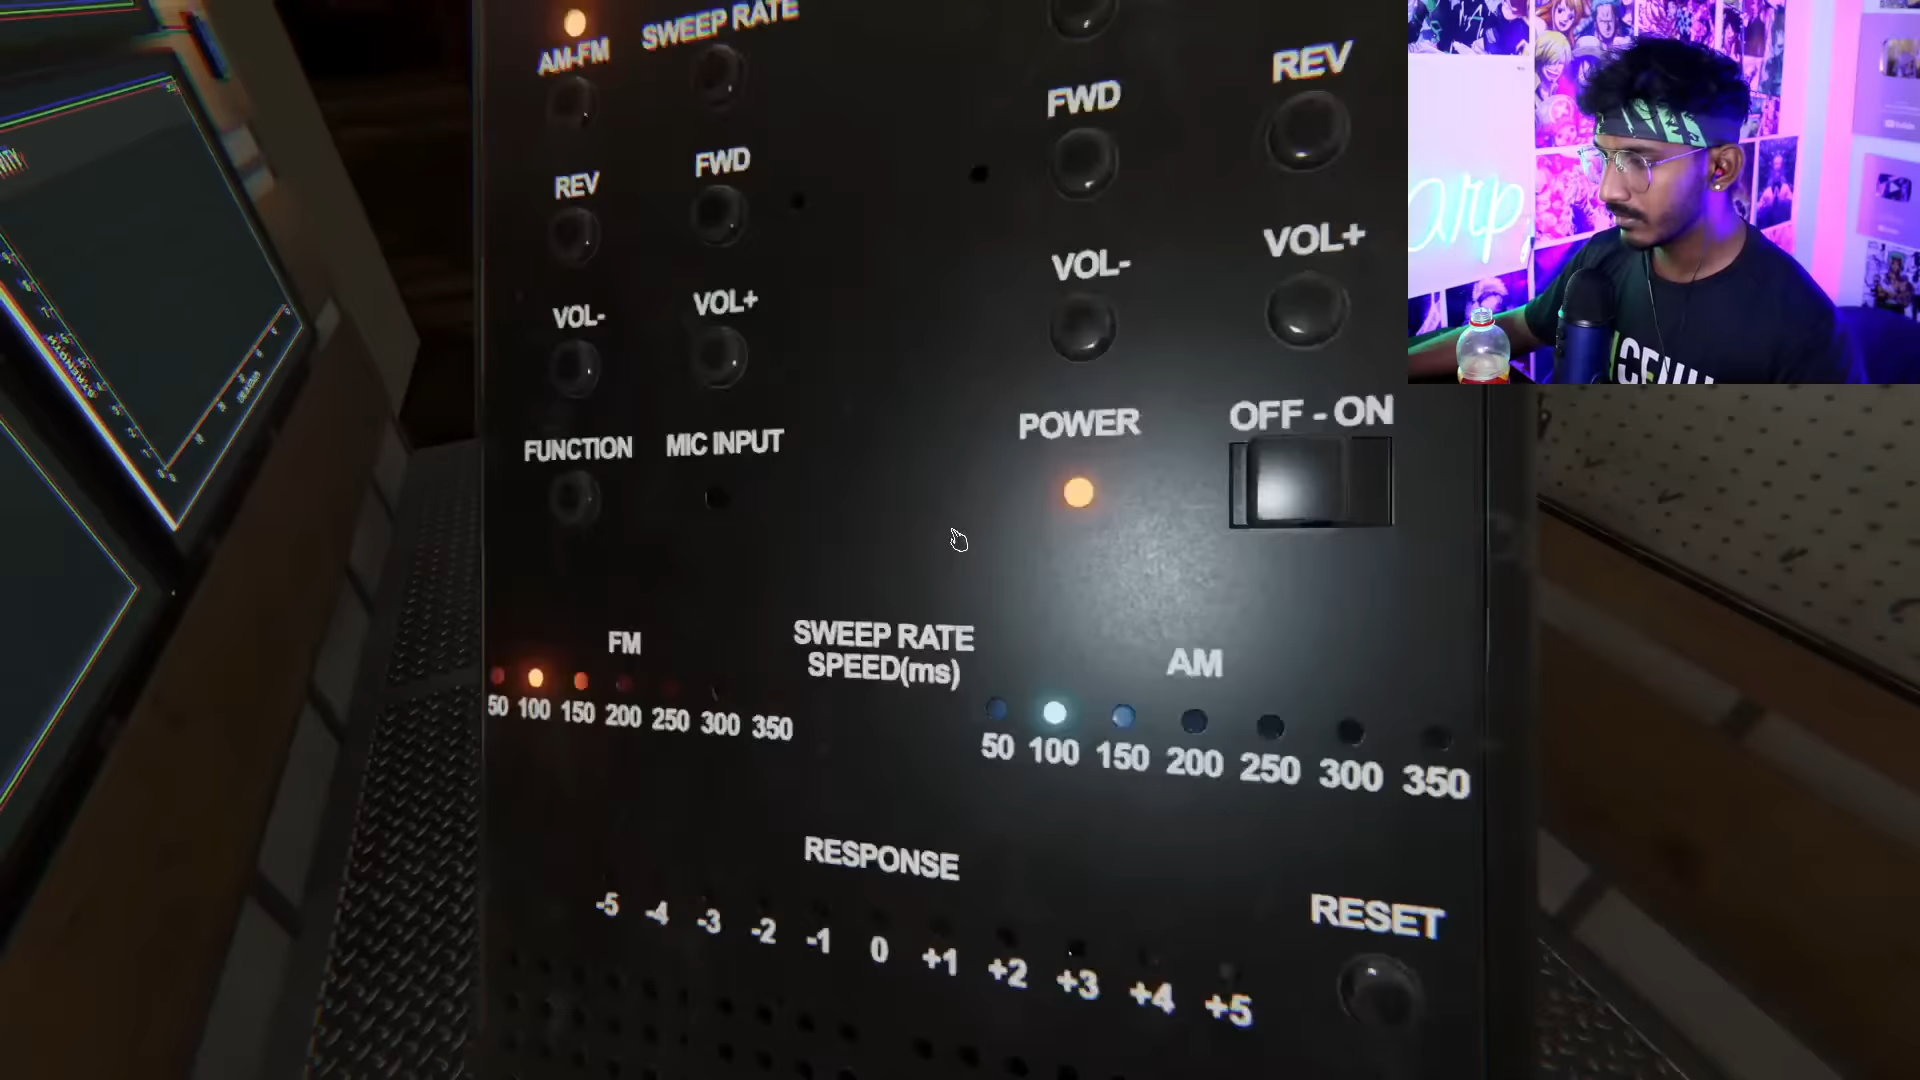 AM-FM
SWEEP RATE
REV
FWD
VOL-
VOL+
FUNCTION
MIC INPUT
FWD
REV
VOL-
VOL+
POWER
OFF - ON
FM
50 100 150 200 250 300 350
SWEEP RATE
SPEED(ms)
AM
50 100 150 200 250 300 350
RESPONSE
-5 -4 -3 -2 -1 0 +1 +2 +3 +4 +5
RESET
STRENGTH